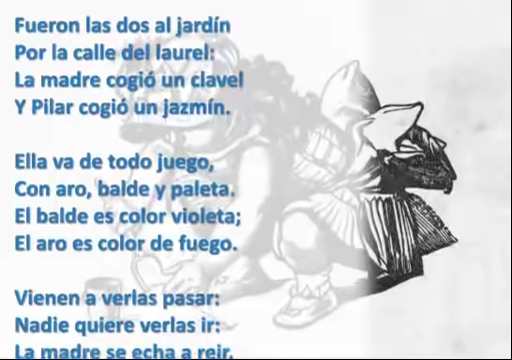 Fueron las dos al jardín
Por la calle del laurel:
La madre cogió un clavel
Y Pilar cogió un jazmín.
Ella va de todo juego,
Con aro, balde y paleta.
El balde es color violeta;
El aro es color de fuego.
Vienen a verlas pasar:
Nadie quiere verlas ir:
La madre se echa a reir,